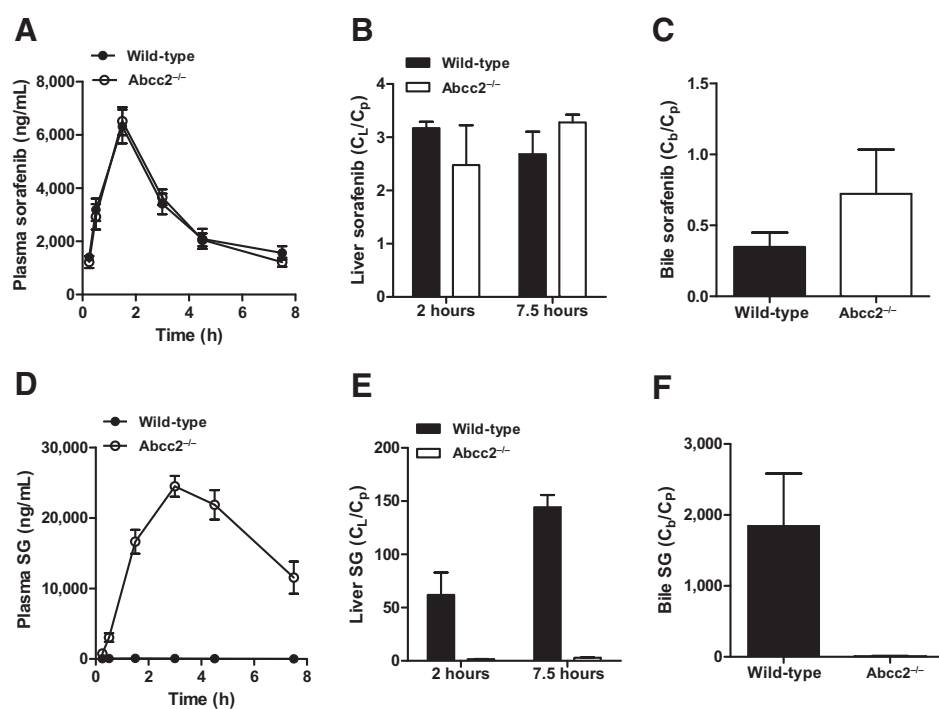 A
Wild-type
Abcc2–/–
Plasma sorafenib (ng/mL)
8,000
6,000
4,000
2,000
0
0 2 4 6 8
Time (h)
B
Wild-type
Abcc2–/–
Liver sorafenib (CL/Cp)
4
3
2
1
0
2 hours 7.5 hours
C
Bile sorafenib (Cb/Cp)
1.5
1.0
0.5
0.0
Wild-type Abcc2–/–
D
Wild-type
Abcc2–/–
Plasma SG (ng/mL)
30,000
20,000
10,000
0
0 2 4 6 8
Time (h)
E
Wild-type
Abcc2–/–
Liver SG (CL/Cp)
200
150
100
50
0
2 hours 7.5 hours
F
Bile SG (Cb/CP)
3,000
2,000
1,000
0
Wild-type Abcc2–/–